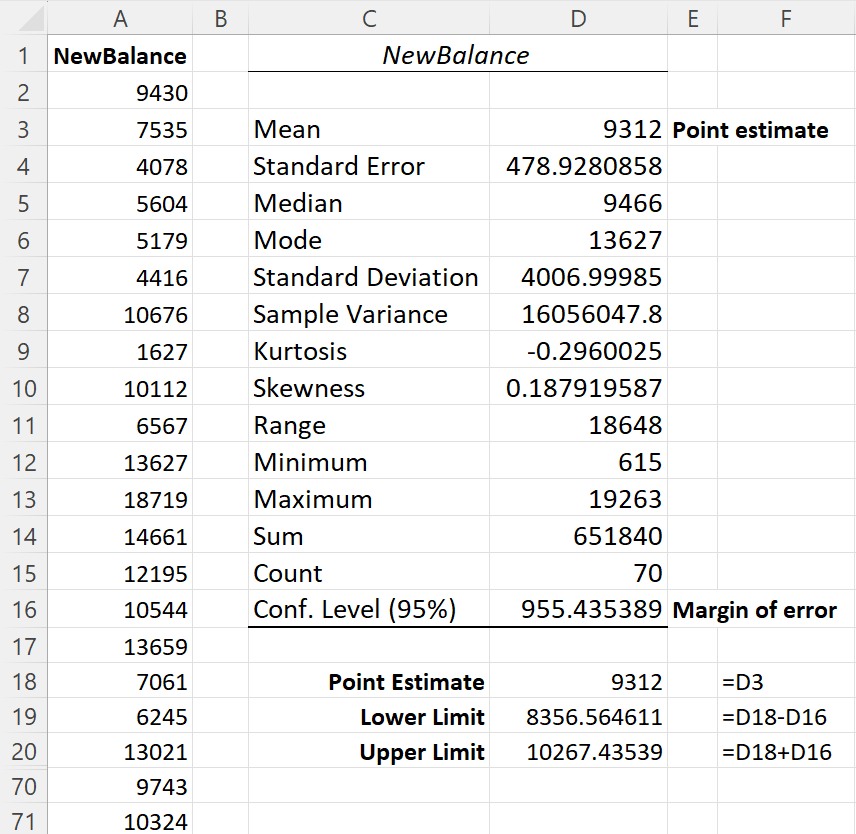 A B C D E F
1 NewBalance NewBalance
2 9430
3 7535 Mean 9312 Point estimate
4 4078 Standard Error 478.9280858
5 5604 Median 9466
6 5179 Mode 13627
7 4416 Standard Deviation 4006.99985
8 10676 Sample Variance 16056047.8
9 1627 Kurtosis -0.2960025
10 10112 Skewness 0.187919587
11 6567 Range 18648
12 13627 Minimum 615
13 18719 Maximum 19263
14 14661 Sum 651840
15 12195 Count 70
16 10544 Conf. Level (95%) 955.435389 Margin of error
17 13659
18 7061 Point Estimate 9312 =D3
19 6245 Lower Limit 8356.564611 =D18-D16
20 13021 Upper Limit 10267.43539 =D18+D16
70 9743
71 10324